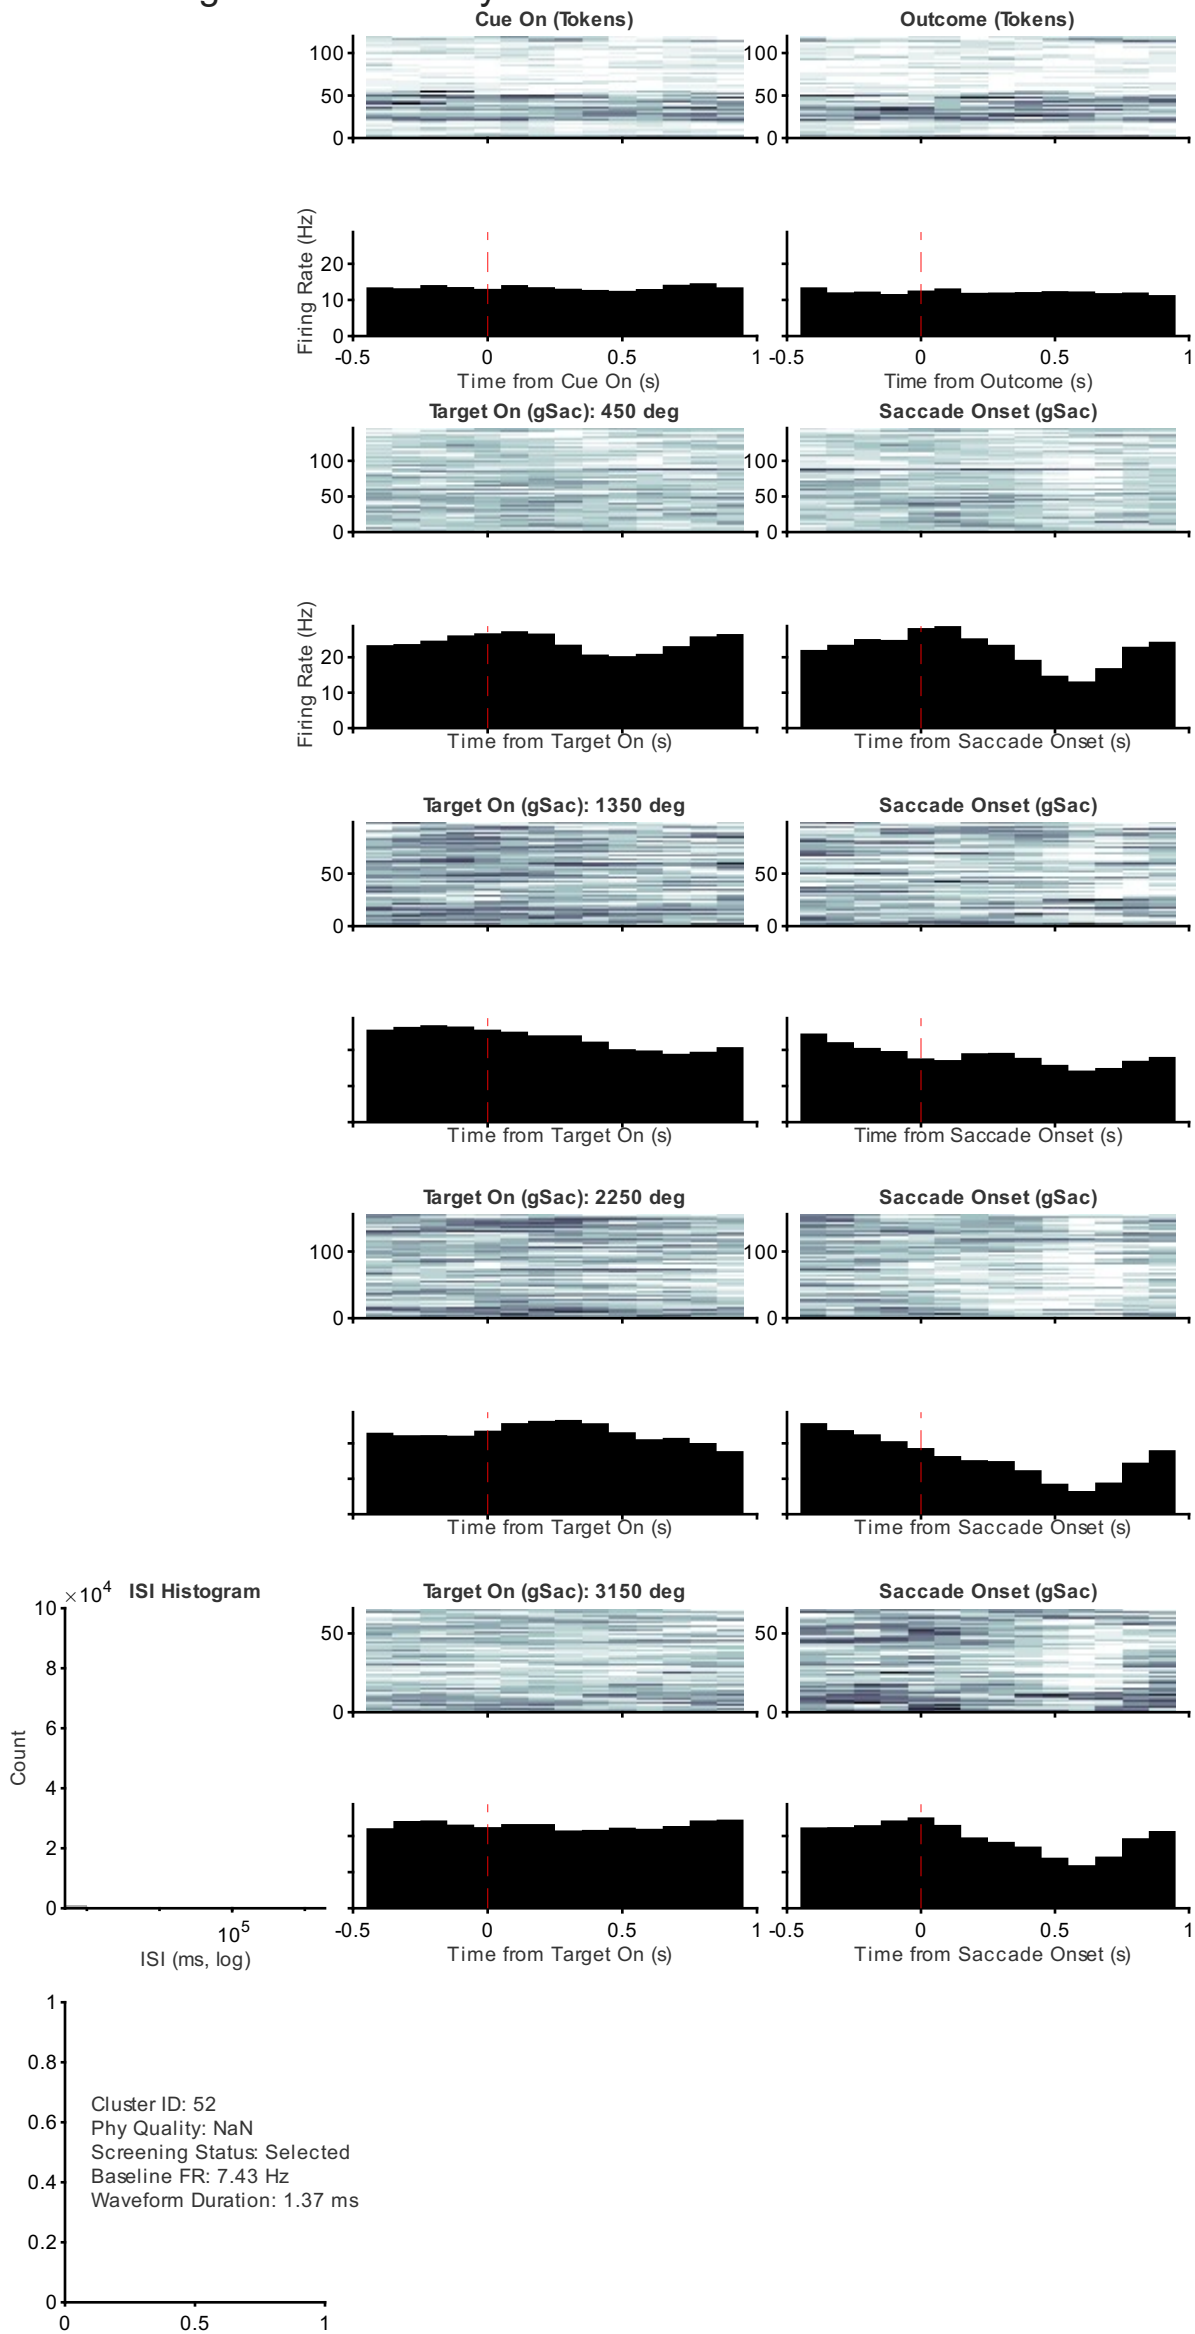 Cue On (Tokens)
Outcome (Tokens)
100
50
0
100
50
0
Firing Rate (Hz)
20
10
0
-0.5
0
0.5
1
-0.5
0
0.5
1
Time from Cue On (s)
Time from Outcome (s)
Target On (gSac): 450 deg
Saccade Onset (gSac)
100
50
0
100
50
0
Firing Rate (Hz)
20
10
0
Time from Target On (s)
Time from Saccade Onset (s)
Target On (gSac): 1350 deg
Saccade Onset (gSac)
50
0
50
0
Time from Target On (s)
Time from Saccade Onset (s)
Target On (gSac): 2250 deg
Saccade Onset (gSac)
100
0
100
0
Time from Target On (s)
Time from Saccade Onset (s)
×10⁴
ISI Histogram
10
8
6
4
2
0
Count
10⁵
ISI (ms, log)
Target On (gSac): 3150 deg
Saccade Onset (gSac)
50
0
50
0
-0.5
0
0.5
1
-0.5
0
0.5
1
Time from Target On (s)
Time from Saccade Onset (s)
1
0.8
0.6
0.4
0.2
0
Cluster ID: 52
Phy Quality: NaN
Screening Status: Selected
Baseline FR: 7.43 Hz
Waveform Duration: 1.37 ms
0
0.5
1